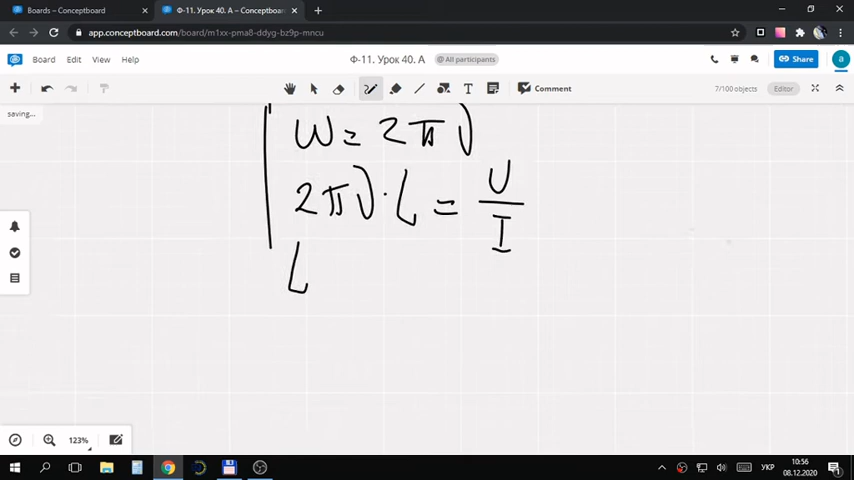 Boards – Conceptboard
Ф-11. Урок 40. А – Conceptboar
app.conceptboard.com/board/m1xx-pma8-ddyg-bz9p-mncu
Board Edit View Help
Ф-11. Урок 40. А
@ All participants
Share
a
Comment
7/100 objects
Editor
saving...
ω = 2πν
2πν · L = U/I
L
123%
УКР
10:56
08.12.2020
1